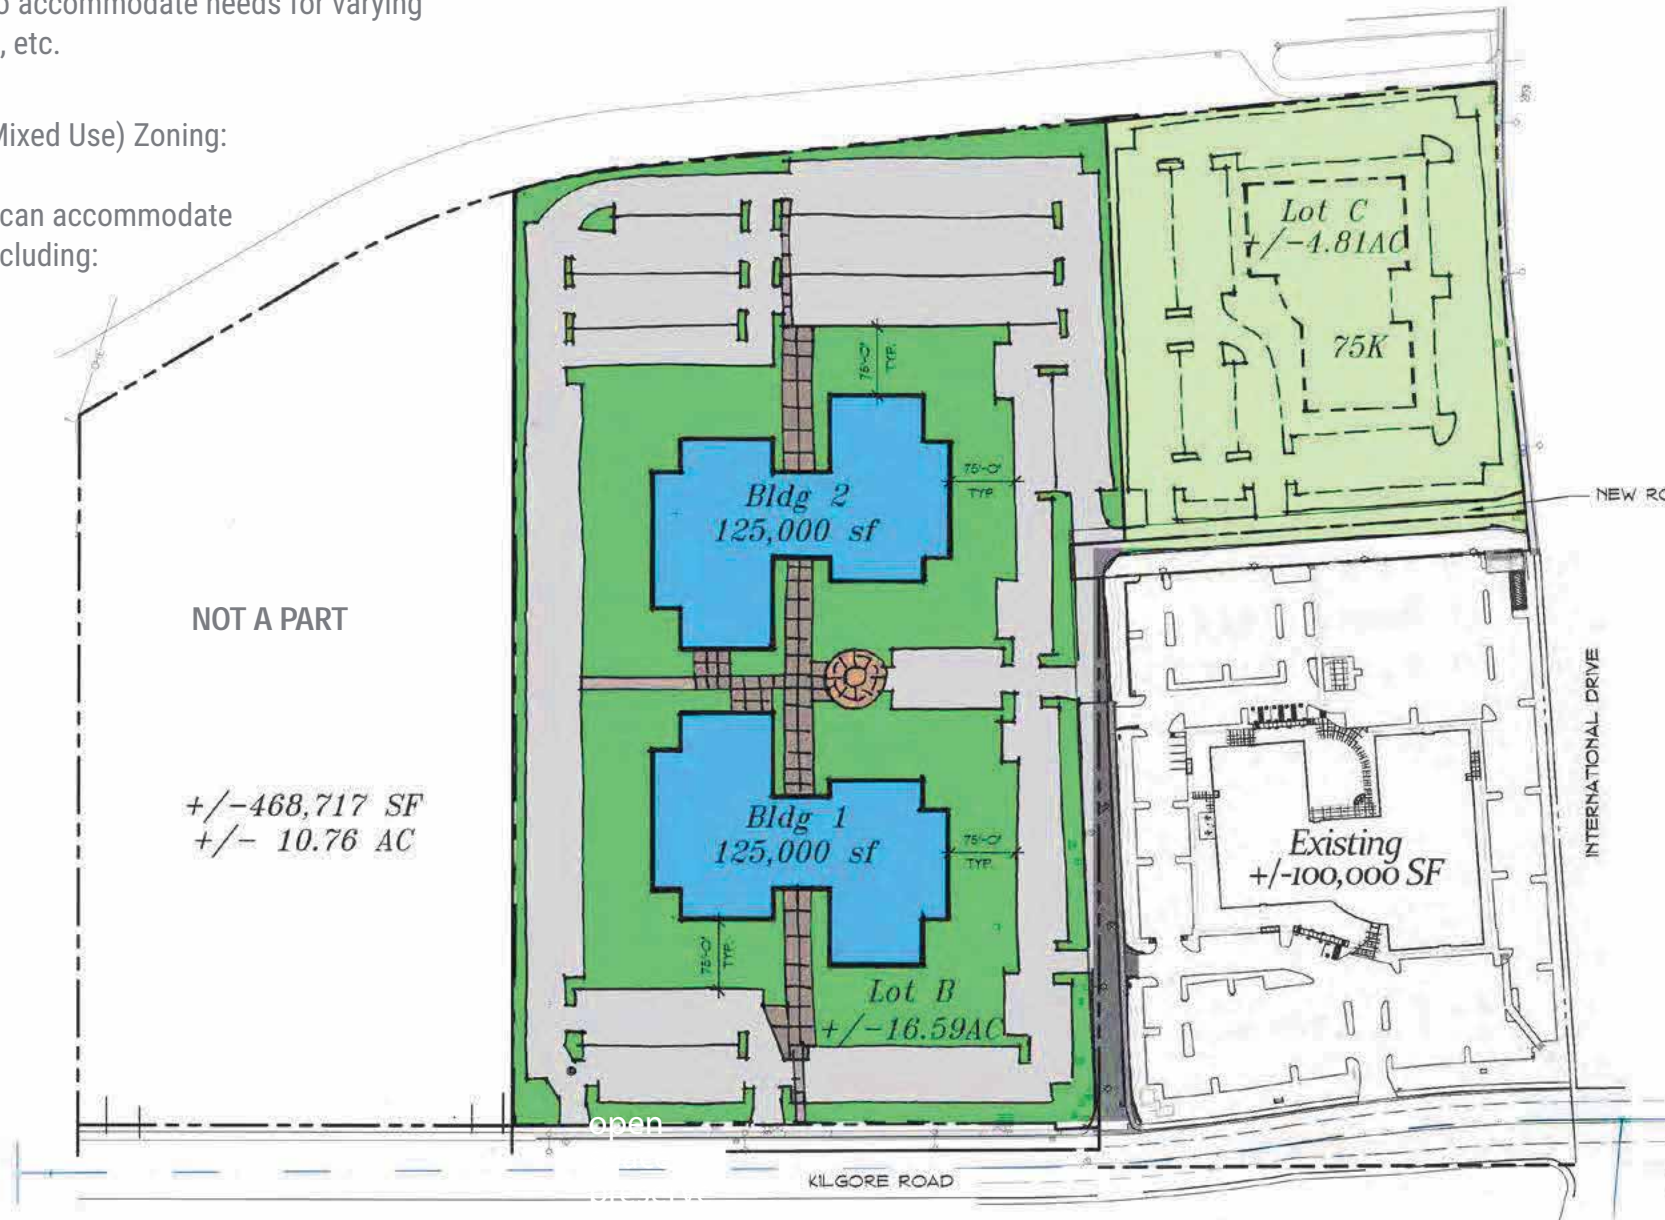 o accommodate needs for varying
, etc.
Mixed Use) Zoning:
can accommodate
cluding:
Lot C
+/-4.81AC
75K
75'-0"
TYP.
Bldg 2
125,000 sf
75'-0"
TYP.
NEW RO
NOT A PART
INTERNATIONAL DRIVE
+/-468,717 SF
+/- 10.76 AC
Bldg 1
125,000 sf
75'-0"
TYP.
Existing
+/-100,000 SF
75'-0"
TYP.
Lot B
+/-16.59AC
open
KILGORE ROAD